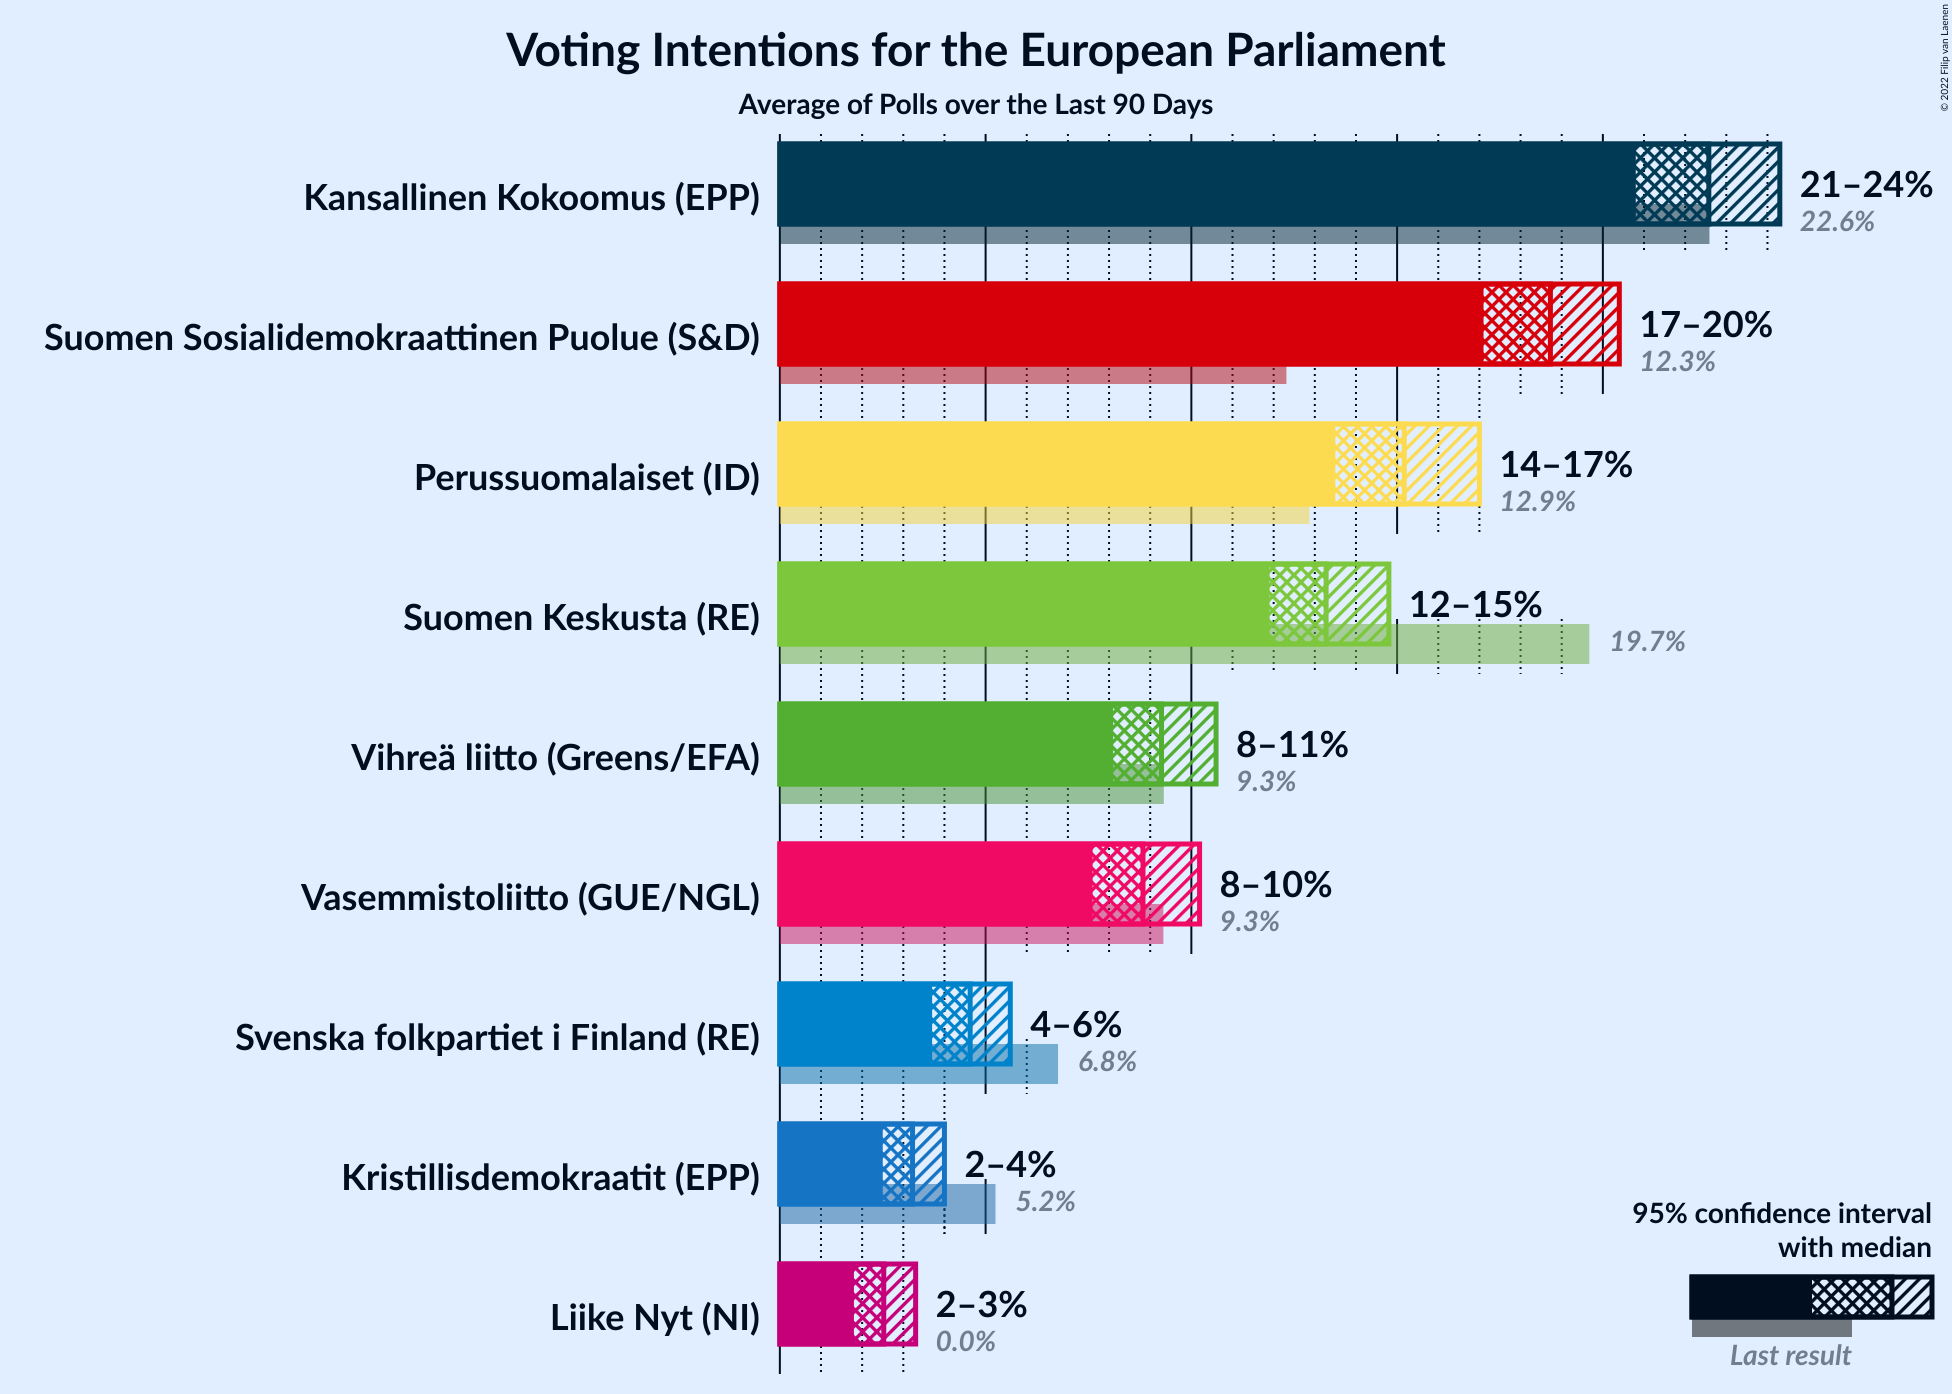 Voting Intentions for the European Parliament
Average of Polls over the Last 90 Days
© 2022 Filip van Laenen
Kansallinen Kokoomus (EPP)
21–24%
22.6%
Suomen Sosialidemokraattinen Puolue (S&D)
17–20%
12.3%
Perussuomalaiset (ID)
14–17%
12.9%
Suomen Keskusta (RE)
12–15%
19.7%
Vihreä liitto (Greens/EFA)
8–11%
9.3%
Vasemmistoliitto (GUE/NGL)
8–10%
9.3%
Svenska folkpartiet i Finland (RE)
4–6%
6.8%
Kristillisdemokraatit (EPP)
2–4%
5.2%
Liike Nyt (NI)
2–3%
0.0%
95% confidence interval
with median
Last result